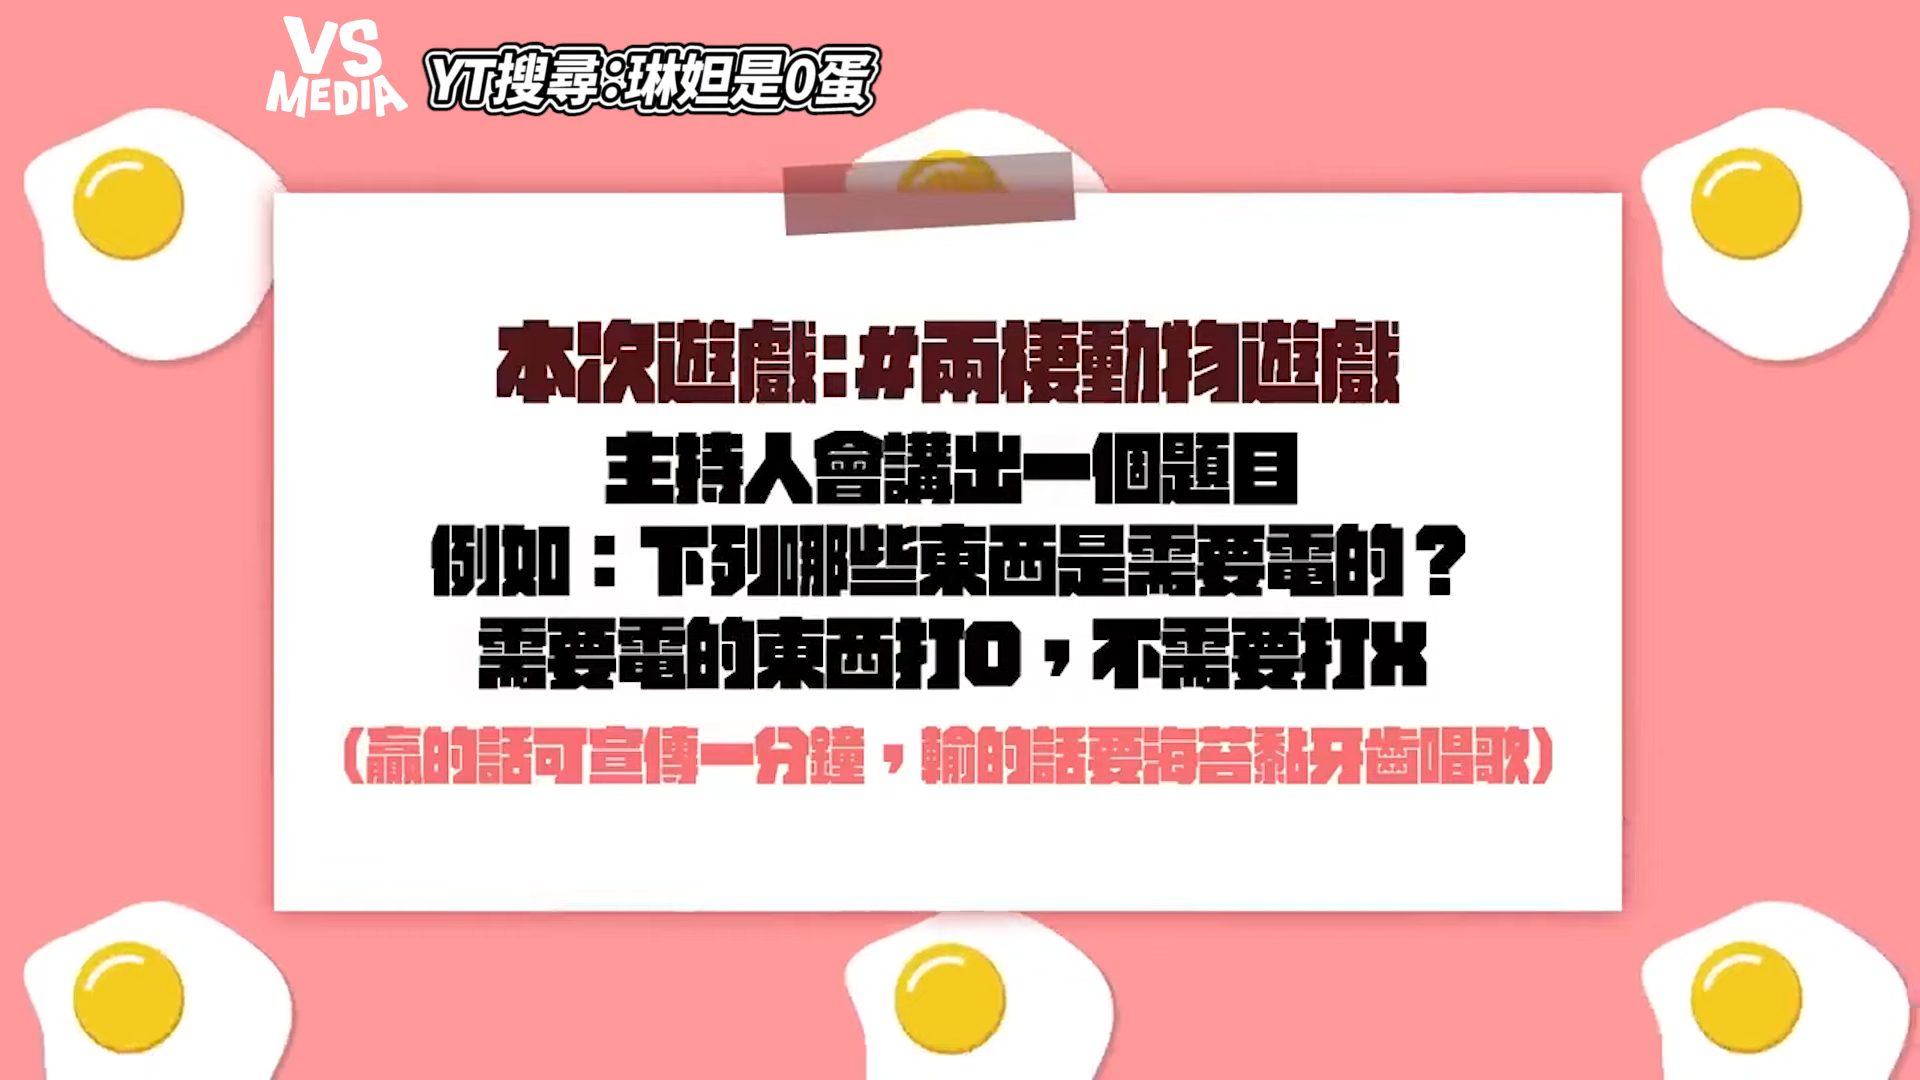 VS
MEDIA
YT搜尋:琳妲是0蛋
本次遊戲:#兩棲動物遊戲
主持人會講出一個題目
例如：下列哪些東西是需要電的？
需要電的東西打O，不需要打X
(贏的話可宣傳一分鐘，輸的話要海苔黏牙齒唱歌)